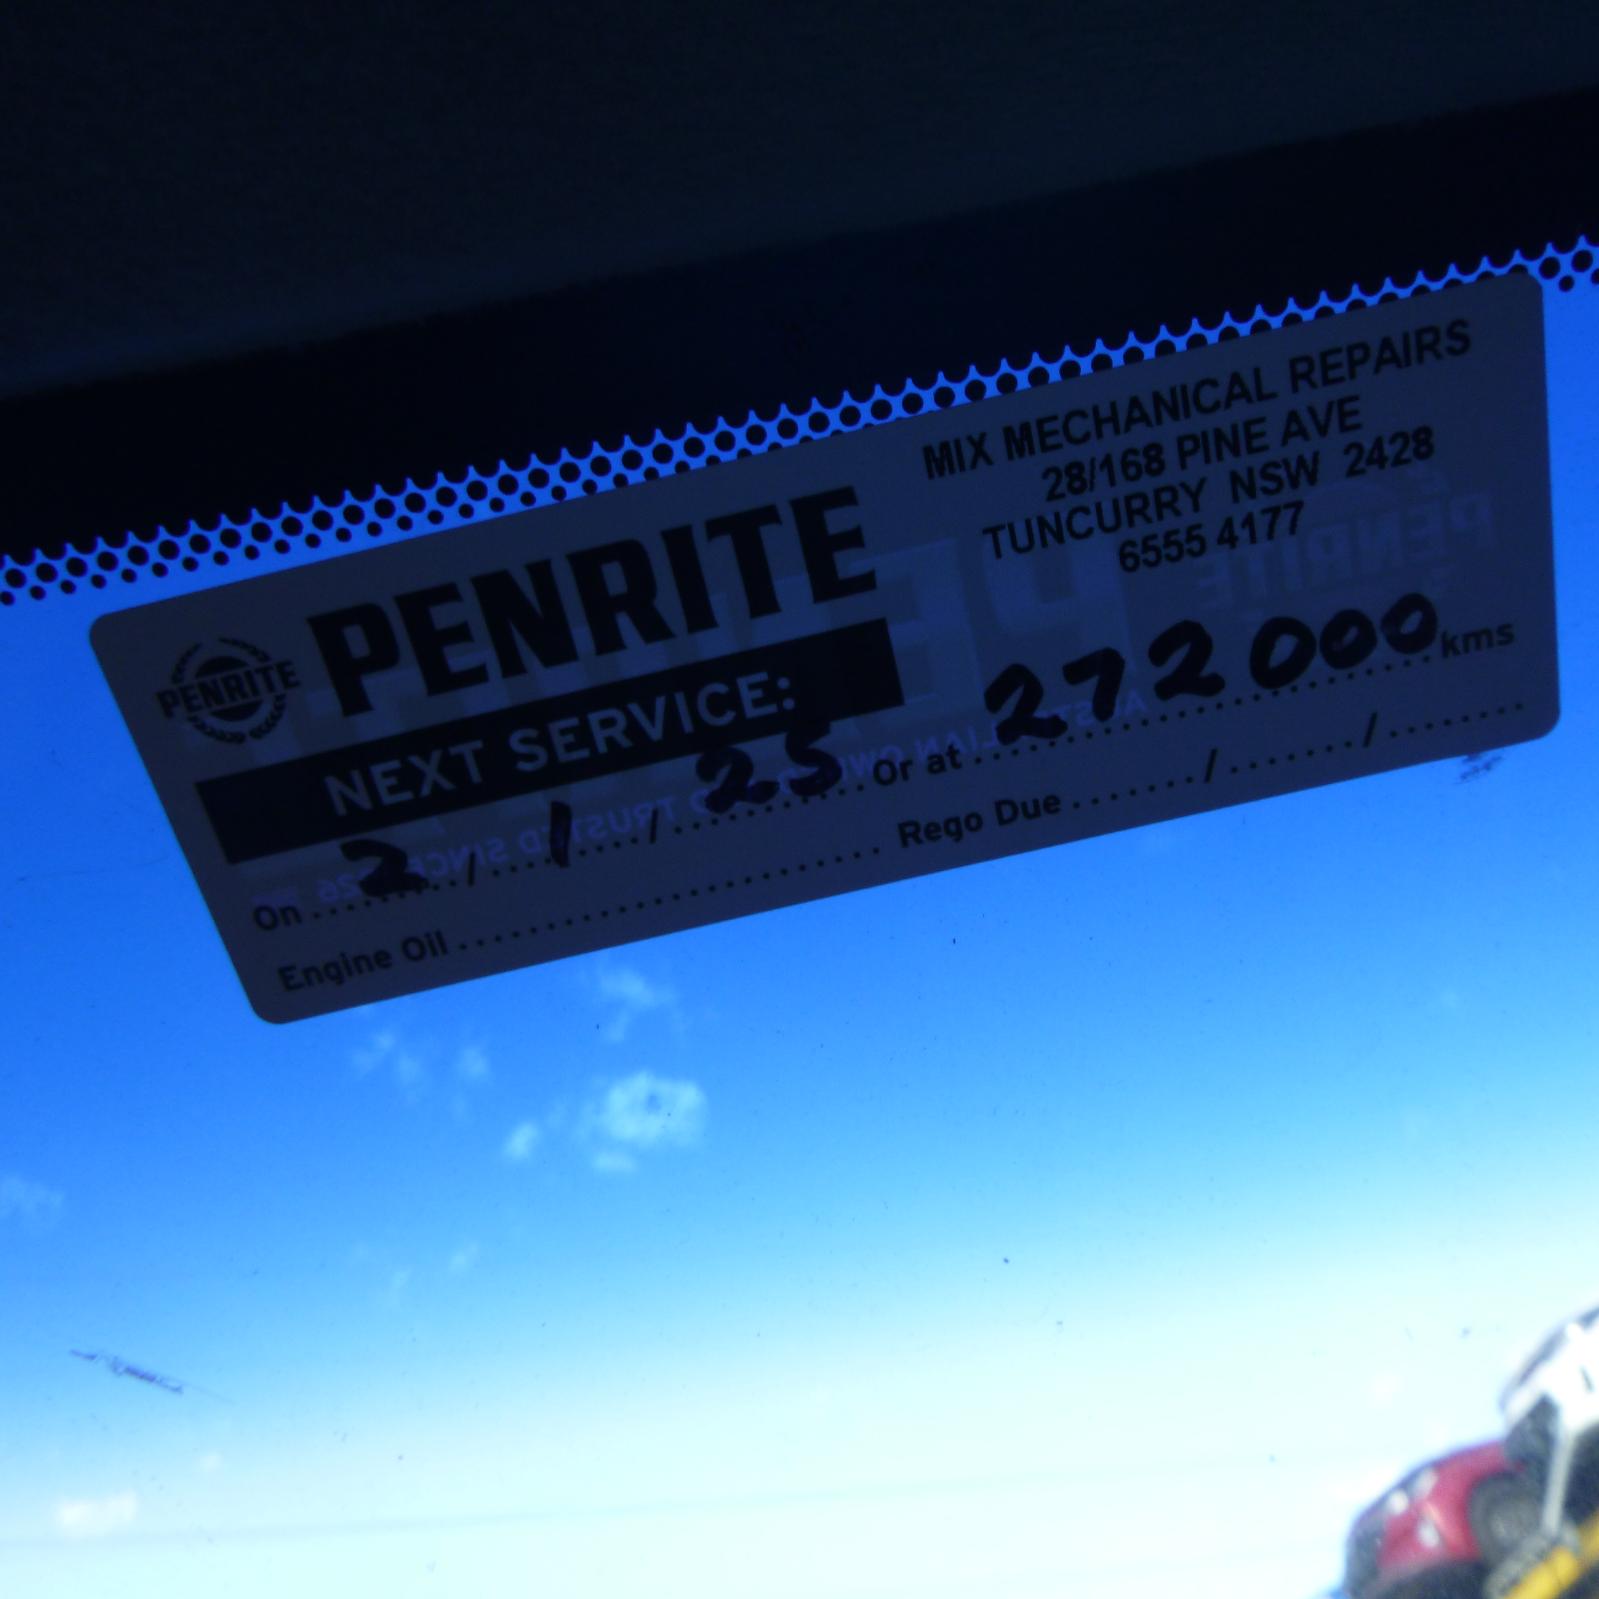 MIX MECHANICAL REPAIRS
28/168 PINE AVE
TUNCURRY NSW 2428
6555 4177
PENRITE
PENRITE
NEXT SERVICE:
On 2 / 1 / 25 Or at 272000 kms
Engine Oil ........ Rego Due ....../......./........